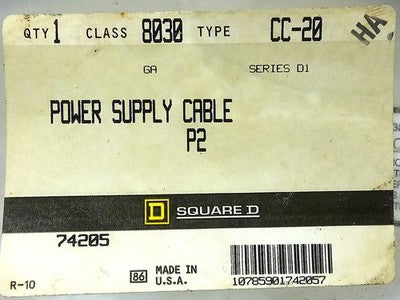 QTY 1 CLASS 8030 TYPE CC-20
HA
GA SERIES D1
POWER SUPPLY CABLE
P2
D SQUARE D
74205
R-10
86 MADE IN
U.S.A.
10785901742057